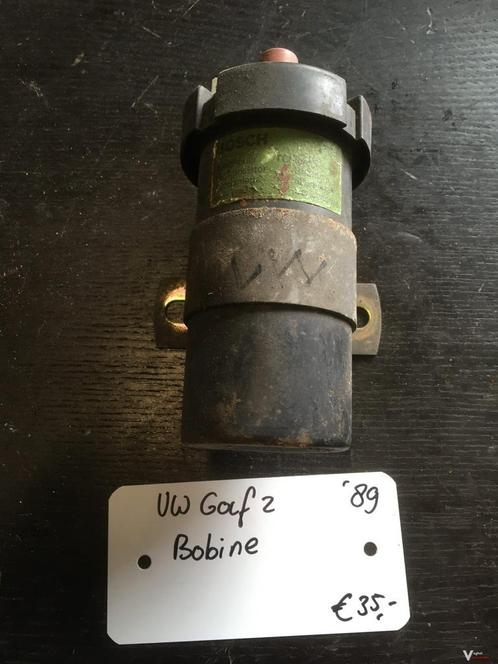 BOSCH
VW
VW Golf 2 '89
Bobine
€ 35,-